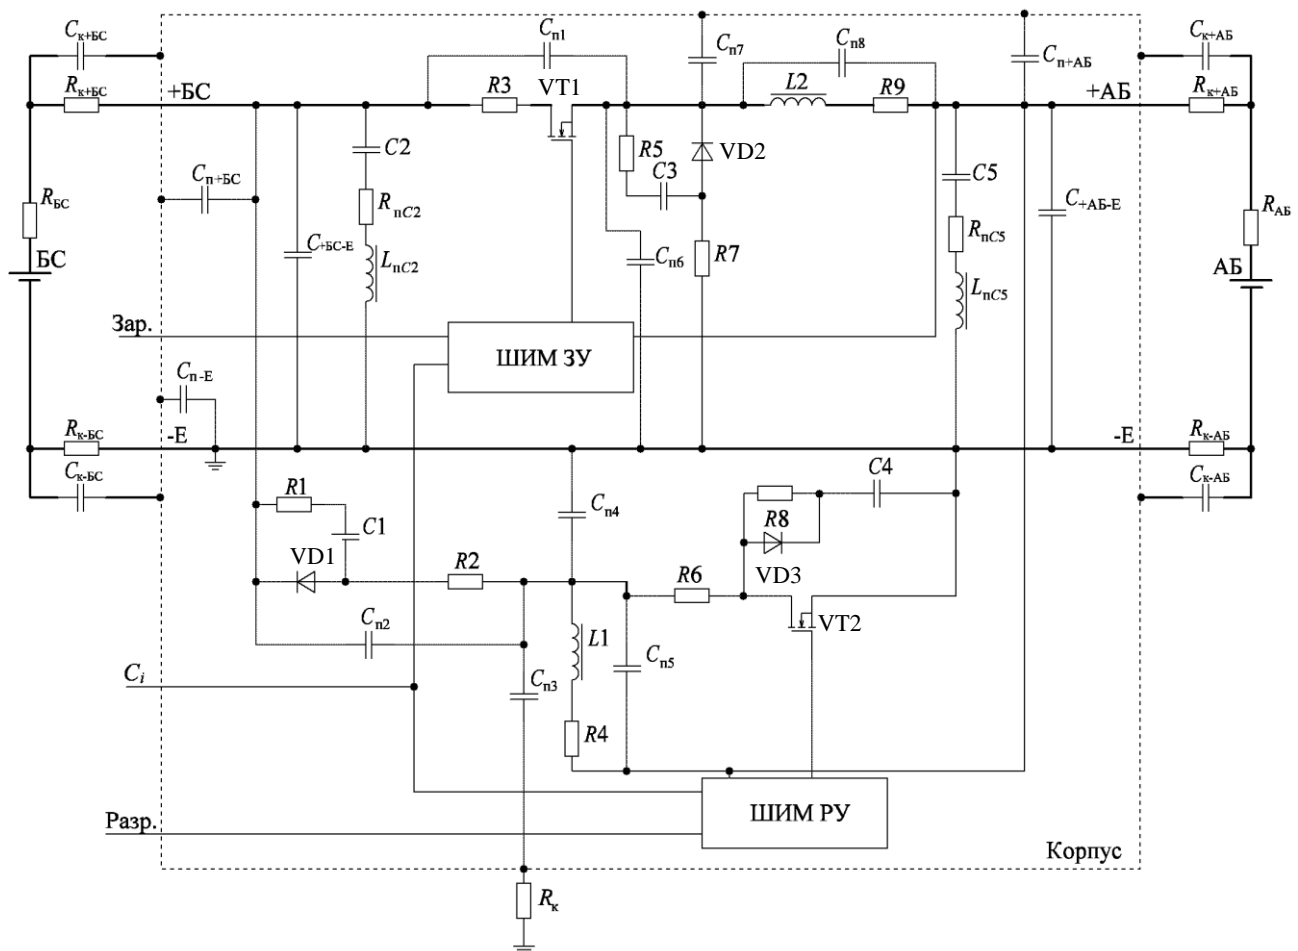 Cк+БС
Cп1
Cп7
Cп8
Cп+АБ
Cк+АБ
Rк+БС
+БС
R3
VT1
L2
R9
+АБ
Rк+АБ
C2
R5
VD2
C3
C5
Cп+БС
RБС
RпC2
C+БС-Е
RпC5
C+АБ-Е
RАБ
БС
LпC2
Cп6
R7
LпC5
АБ
Зар.
ШИМ ЗУ
Cп-Е
Rк-БС
-Е
-Е
Rк-АБ
Cк-БС
R1
C4
Cк-АБ
C1
Cп4
R8
VD1
R2
R6
VD3
Cп2
L1
VT2
Cп5
Ci
Cп3
R4
Разр.
ШИМ РУ
Корпус
Rк